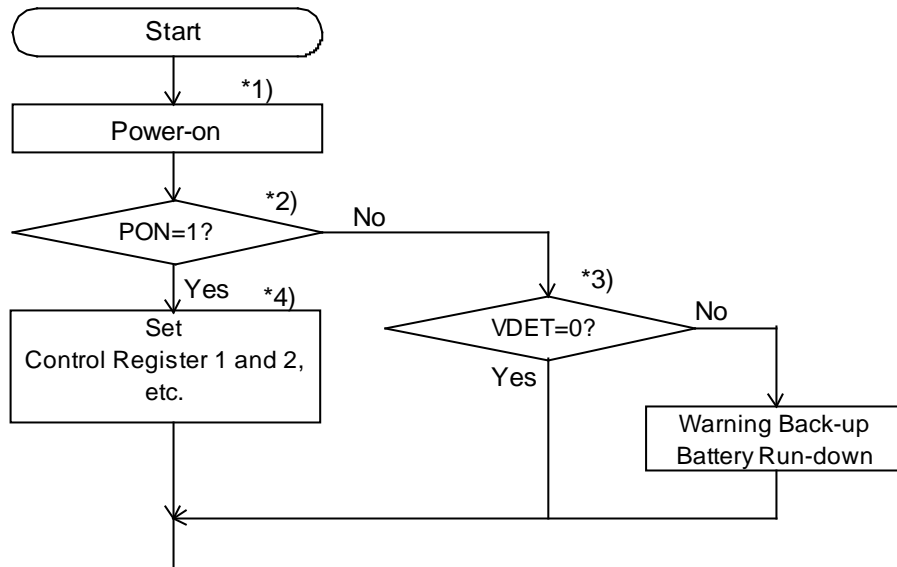 Start
*1)
Power-on
*2)
PON=1?
No
Yes
*4)
Set
Control Register 1 and 2,
etc.
*3)
VDET=0?
No
Yes
Warning Back-up
Battery Run-down